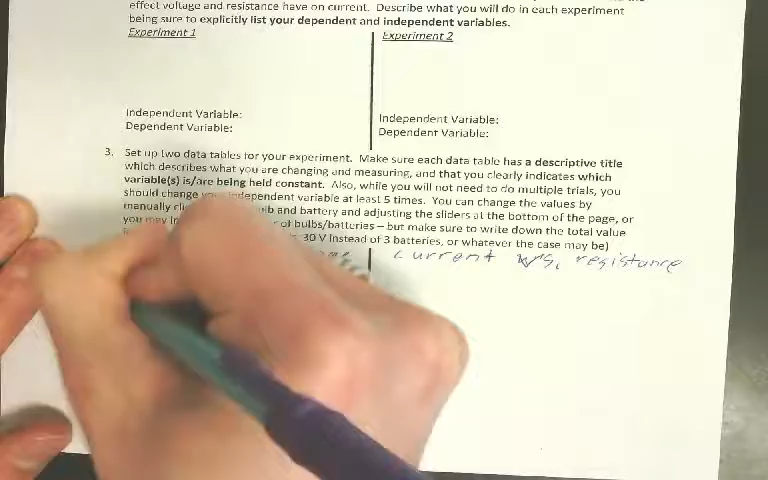 effect voltage and resistance have on current. Describe what you will do in each experiment
being sure to explicitly list your dependent and independent variables.
Experiment 1
Experiment 2
Independent Variable:
Dependent Variable:
Independent Variable:
Dependent Variable:
3. Set up two data tables for your experiment. Make sure each data table has a descriptive title
which describes what you are changing and measuring, and that you clearly indicates which
variable(s) is/are being held constant. Also, while you will not need to do multiple trials, you
should change independent variable at least 5 times. You can change the values by
manually and battery and adjusting the sliders at the bottom of the page, or
you may of bulbs/batteries – but make sure to write down the total value
30 V instead of 3 batteries, or whatever the case may be)
current vs. resistance